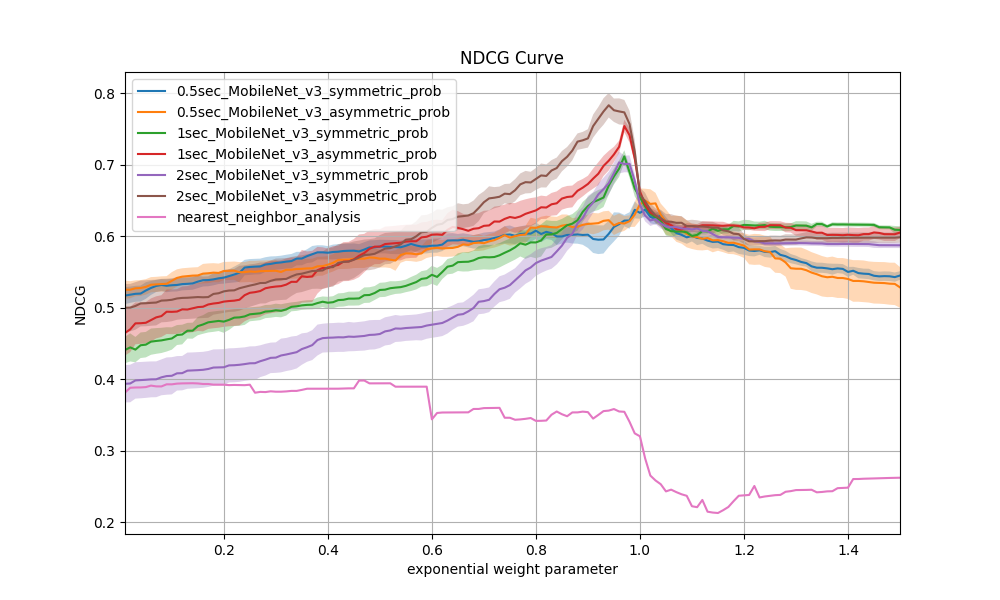 NDCG Curve
0.5sec_MobileNet_v3_symmetric_prob
0.5sec_MobileNet_v3_asymmetric_prob
1sec_MobileNet_v3_symmetric_prob
1sec_MobileNet_v3_asymmetric_prob
2sec_MobileNet_v3_symmetric_prob
2sec_MobileNet_v3_asymmetric_prob
nearest_neighbor_analysis
NDCG
0.8
0.7
0.6
0.5
0.4
0.3
0.2
0.2 0.4 0.6 0.8 1.0 1.2 1.4
exponential weight parameter